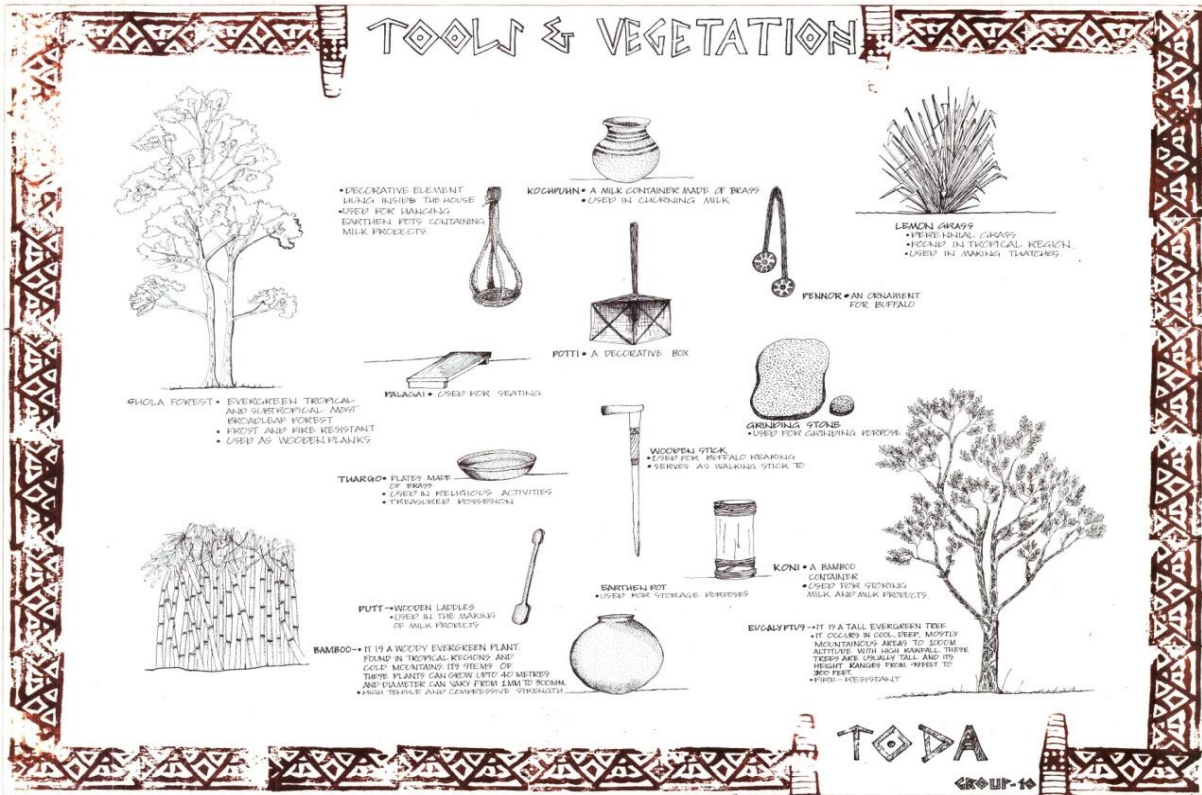 TOOLS & VEGETATION
• DECORATIVE ELEMENT
HUNG INSIDE THE HOUSE
• USED FOR HANGING
EARTHEN POTS CONTAINING
MILK PRODUCTS.
KOCHPUHN • A MILK CONTAINER MADE OF BRASS
• USED IN CHURNING MILK
LEMON GRASS
• PERENNIAL GRASS
• FOUND IN TROPICAL REGION.
• USED IN MAKING THATCHES.
PENNOR • AN ORNAMENT
FOR BUFFALO
POTTI • A DECORATIVE BOX
PALAGAI • USED FOR SEATING
SHOLA FOREST • EVERGREEN TROPICAL
AND SUBTROPICAL MOIST
BROADLEAF FOREST
• FROST AND FIRE RESISTANT
• USED AS WOODEN PLANKS
GRINDING STONE
• USED FOR GRINDING PURPOSE
WOODEN STICK
• USED FOR BUFFALO REARING
• SERVES AS WALKING STICK TO
TUARGO • PLATES MADE
OF BRASS
• USED IN RELIGIOUS ACTIVITIES
• TREASURED POSSESION
KONI • A BAMBOO
CONTAINER
• USED FOR STORING
MILK AND MILK PRODUCTS.
EARTHEN POT
• USED FOR STORAGE PURPOSES
PUTT → WOODEN LADDLES
• USED IN THE MAKING
OF MILK PRODUCTS
BAMBOO → IT IS A WOODY EVERGREEN PLANT
FOUND IN TROPICAL REGIONS AND
COLD MOUNTAINS. ITS STEMS OF
THESE PLANTS CAN GROW UPTO 40 METRES
AND DIAMETER CAN VARY FROM 1MM TO 300MM.
• HIGH TENSILE AND COMPRESSIVE STRENGTH
EUCALYPTUS → • IT IS A TALL EVERGREEN TREE
• IT OCCURS IN COOL, DEEP, MOSTLY
MOUNTAINOUS AREAS TO 1000M
ALTITUDE WITH HIGH RAINFALL. THESE
TREES ARE USUALLY TALL AND ITS
HEIGHT RANGES FROM FEET TO
300 FEET.
• FIRE - RESISTANT
TODA
GROUP-10